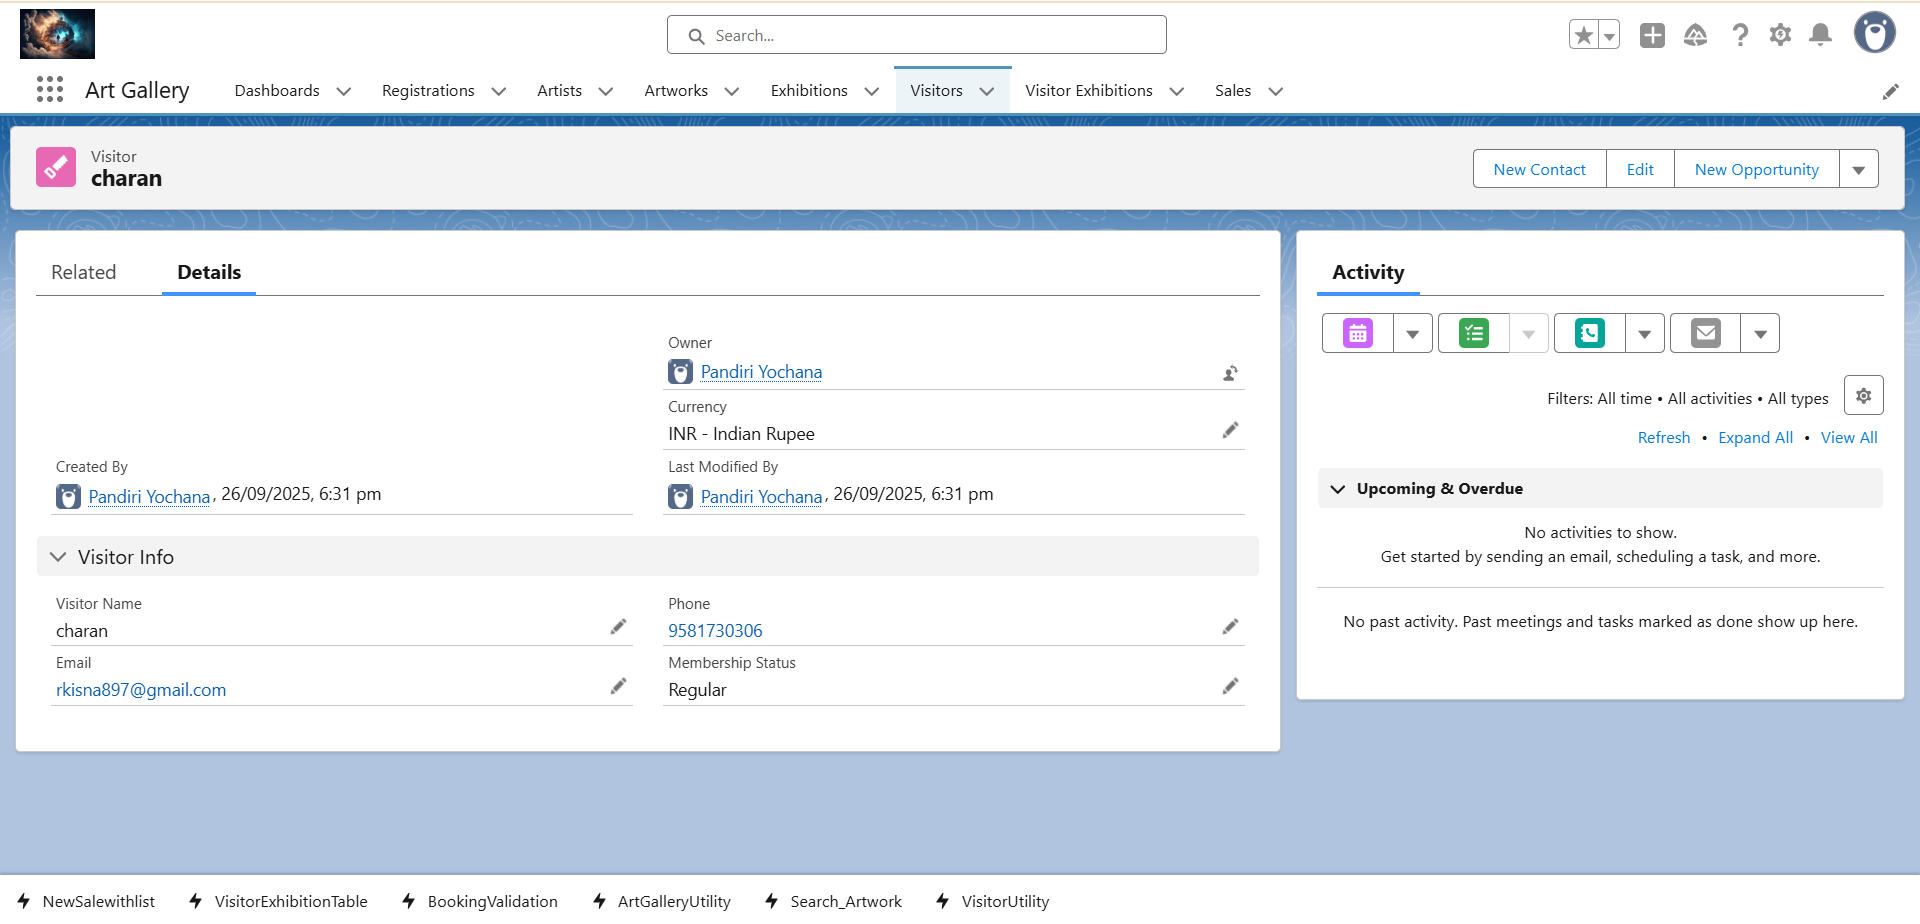 Search...
Art Gallery
Dashboards
Registrations
Artists
Artworks
Exhibitions
Visitors
Visitor Exhibitions
Sales
Visitor
charan
New Contact
Edit
New Opportunity
Related
Details
Owner
Pandiri Yochana
Currency
INR - Indian Rupee
Created By
Pandiri Yochana, 26/09/2025, 6:31 pm
Last Modified By
Pandiri Yochana, 26/09/2025, 6:31 pm
Visitor Info
Visitor Name
charan
Phone
9581730306
Email
rkisna897@gmail.com
Membership Status
Regular
Activity
Filters: All time • All activities • All types
Refresh • Expand All • View All
Upcoming & Overdue
No activities to show.
Get started by sending an email, scheduling a task, and more.
No past activity. Past meetings and tasks marked as done show up here.
NewSalewithlist
VisitorExhibitionTable
BookingValidation
ArtGalleryUtility
Search_Artwork
VisitorUtility